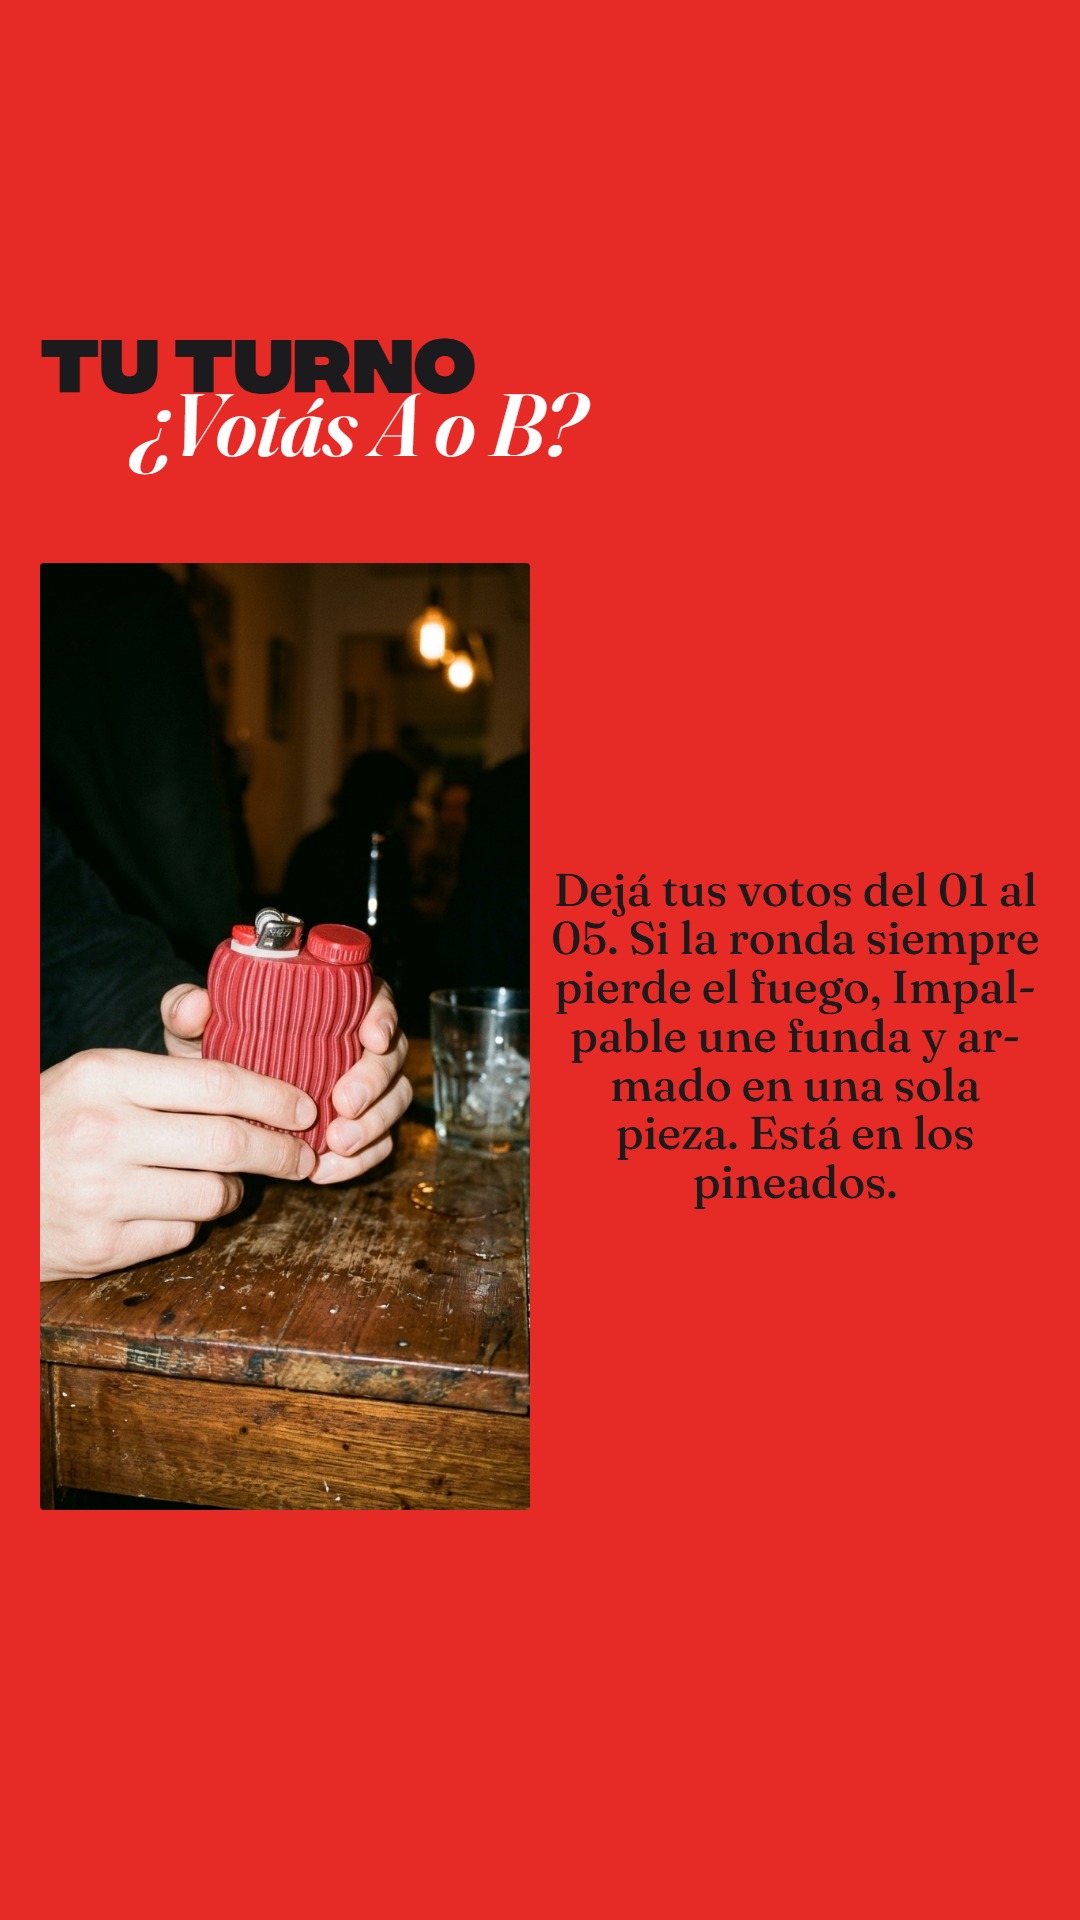 TU TURNO
¿Votás A o B?
Dejá tus votos del 01 al
05. Si la ronda siempre
pierde el fuego, Impal-
pable une funda y ar-
mado en una sola
pieza. Está en los
pineados.